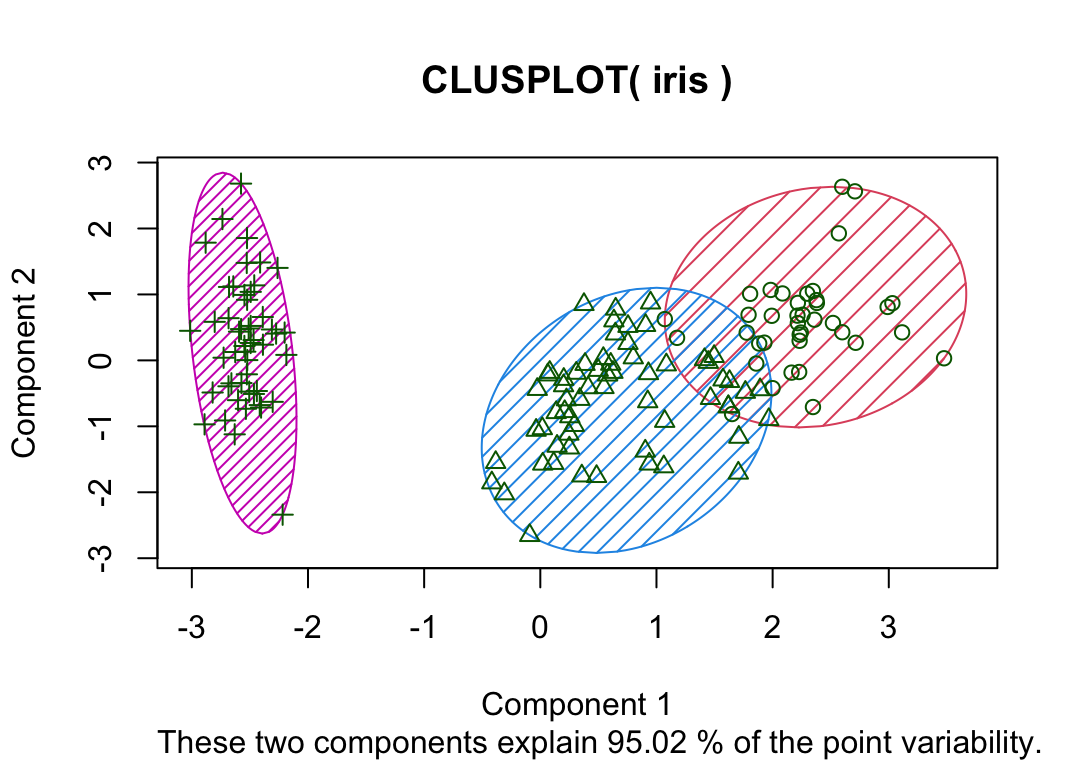 CLUSPLOT( iris )
3
2
1
0
-1
-2
-3
Component 2
-3 -2 -1 0 1 2 3
Component 1
These two components explain 95.02 % of the point variability.